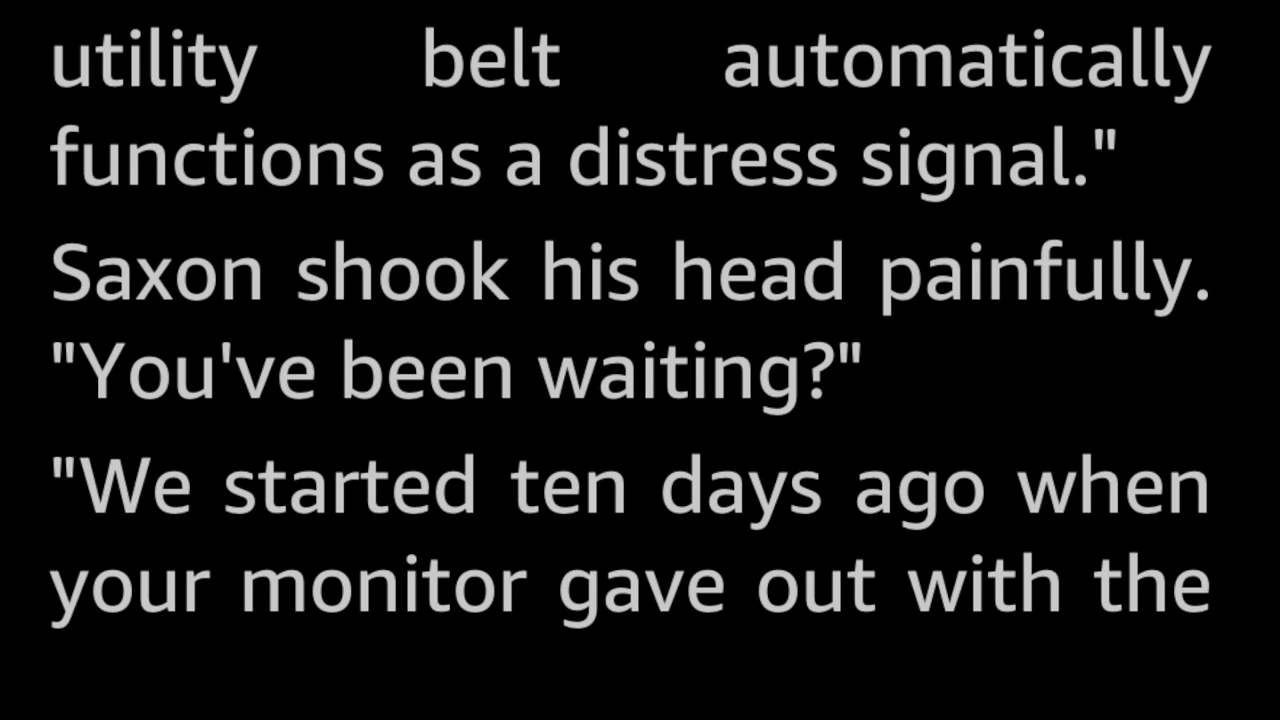 utility belt automatically
functions as a distress signal."
Saxon shook his head painfully.
"You've been waiting?"
"We started ten days ago when
your monitor gave out with the